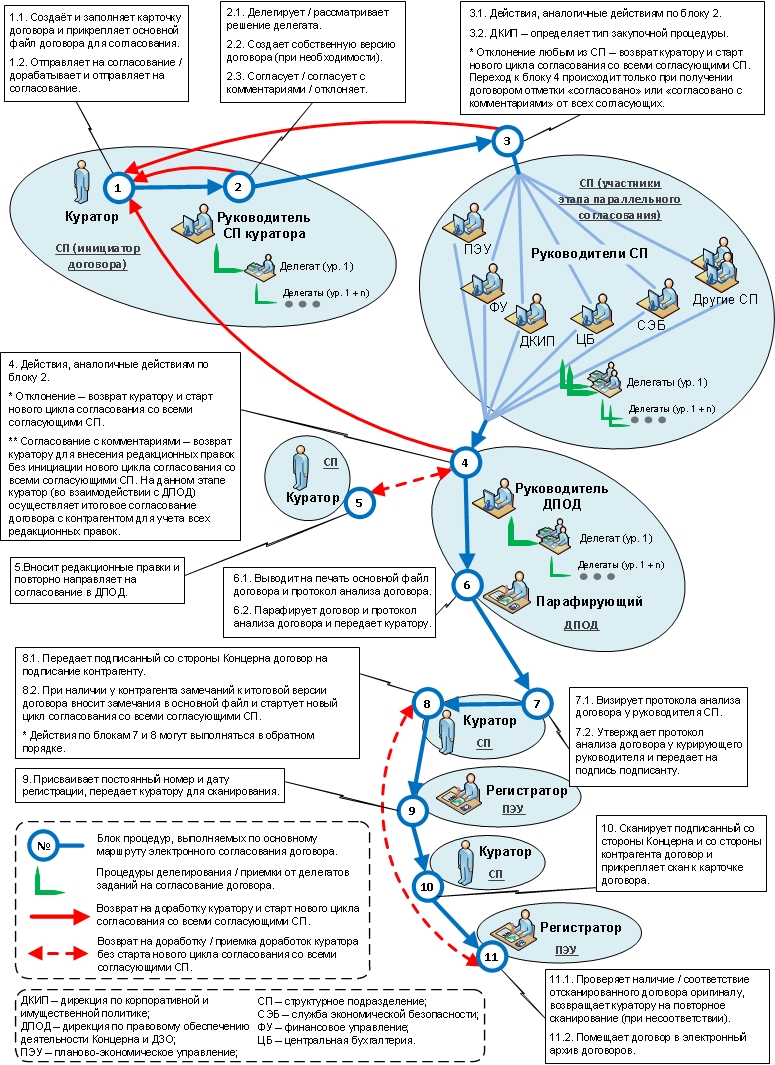 1.1. Создаёт и заполняет карточку
договора и прикрепляет основной
файл договора для согласования.
1.2. Отправляет на согласование /
дорабатывает и отправляет на
согласование.
2.1. Делегирует / рассматривает
решение делегата.
2.2. Создает собственную версию
договора (при необходимости).
2.3. Согласует / согласует с
комментариями / отклоняет.
3.1. Действия, аналогичные действиям по блоку 2.
3.2. ДКИП – определяет тип закупочной процедуры.
* Отклонение любым из СП – возврат куратору и старт
нового цикла согласования со всеми согласующими СП.
Переход к блоку 4 происходит только при получении
договором отметки «согласовано» или «согласовано с
комментариями» от всех согласующих.
3
1
2
Куратор
СП (инициатор
договора)
Руководитель
СП куратора
Делегат (ур. 1)
Делегаты (ур. 1 + n)
СП (участники
этапа параллельного
согласования)
Руководители СП
ПЭУ
ФУ
ДКИП
ЦБ
СЭБ
Другие СП
Делегаты (ур. 1)
Делегаты (ур. 1 + n)
4. Действия, аналогичные действиям по
блоку 2.
* Отклонение – возврат куратору и старт
нового цикла согласования со всеми
согласующими СП.
** Согласование с комментариями – возврат
куратору для внесения редакционных правок
без инициации нового цикла согласования со
всеми согласующими СП. На данном этапе
куратор (во взаимодействии с ДПОД)
осуществляет итоговое согласование
договора с контрагентом для учета всех
редакционных правок.
СП
Куратор
5
4
Руководитель
ДПОД
Делегат (ур. 1)
Делегаты (ур. 1 + n)
5.Вносит редакционные правки и
повторно направляет на
согласование в ДПОД.
6.1. Выводит на печать основной файл
договора и протокол анализа договора.
6.2. Парафирует договор и протокол
анализа договора и передает куратору.
6
Парафирующий
ДПОД
8.1. Передает подписанный со стороны Концерна договор на
подписание контрагенту.
8.2. При наличии у контрагента замечаний к итоговой версии
договора вносит замечания в основной файл и стартует новый
цикл согласования со всеми согласующими СП.
* Действия по блокам 7 и 8 могут выполняться в обратном
порядке.
8
7
Куратор
СП
7.1. Визирует протокола анализа
договора у руководителя СП.
7.2. Утверждает протокол
анализа договора у курирующего
руководителя и передает на
подпись подписанту.
9. Присваивает постоянный номер и дату
регистрации, передает куратору для сканирования.
9
Регистратор
ПЭУ
Куратор
СП
10
10. Сканирует подписанный со
стороны Концерна и со стороны
контрагента договор и
прикрепляет скан к карточке
договора.
Регистратор
ПЭУ
11
11.1. Проверяет наличие / соответствие
отсканированного договора оригиналу,
возвращает куратору на повторное
сканирование (при несоответствии).
11.2. Помещает договор в электронный
архив договоров.
№
Блок процедур, выполняемых по основному
маршруту электронного согласования договора.
Процедуры делегирования / приемки от делегатов
заданий на согласование договора.
Возврат на доработку куратору и старт нового цикла
согласования со всеми согласующими СП.
Возврат на доработку / приемка доработок куратора
без старта нового цикла согласования со всеми
согласующими СП.
ДКИП – дирекция по корпоративной и
имущественной политике;
ДПОД – дирекция по правовому обеспечению
деятельности Концерна и ДЗО;
ПЭУ – планово-экономическое управление;
СП – структурное подразделение;
СЭБ – служба экономической безопасности;
ФУ – финансовое управление;
ЦБ – центральная бухгалтерия.